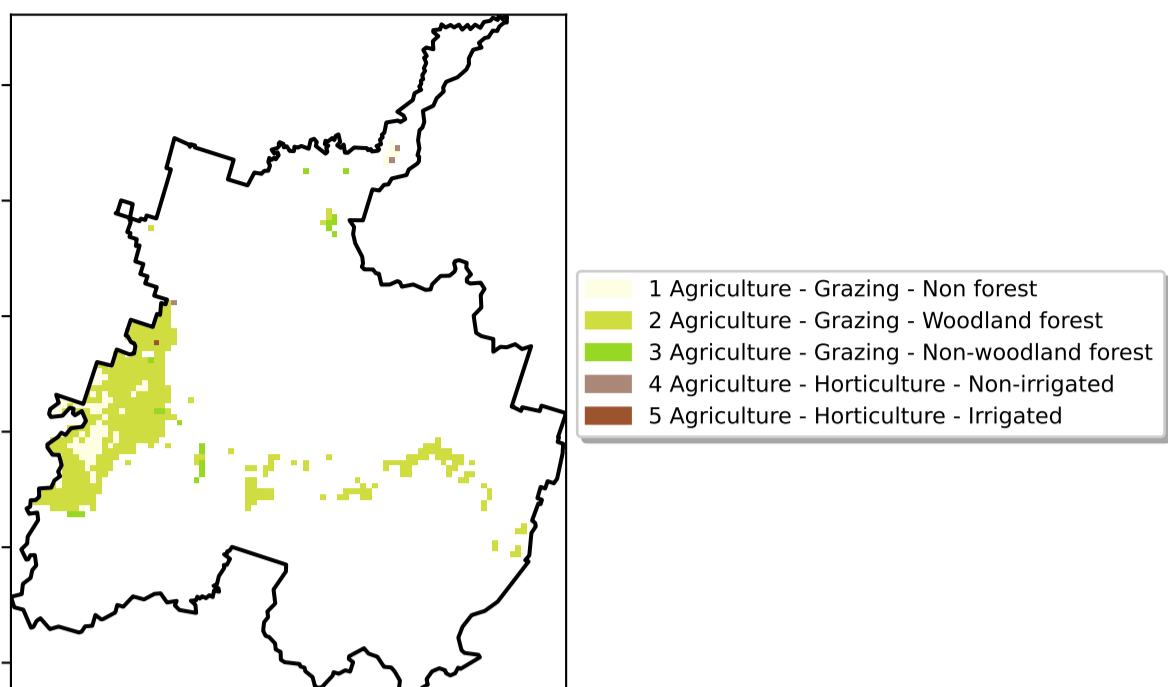 1 Agriculture - Grazing - Non forest
2 Agriculture - Grazing - Woodland forest
3 Agriculture - Grazing - Non-woodland forest
4 Agriculture - Horticulture - Non-irrigated
5 Agriculture - Horticulture - Irrigated